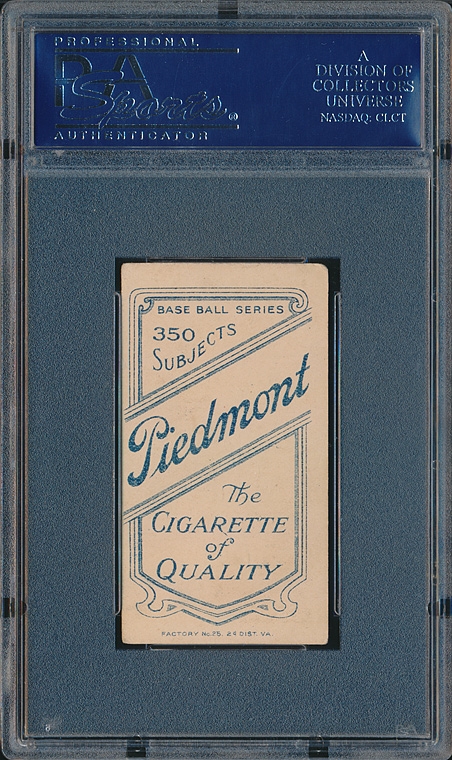 PROFESSIONAL
PSA
Sports®
AUTHENTICATOR
A
DIVISION OF
COLLECTORS
UNIVERSE
NASDAQ: CLCT
BASE BALL SERIES
350
SUBJECTS
Piedmont
The
CIGARETTE
of
QUALITY
FACTORY No. 25. 2D DIST. VA.